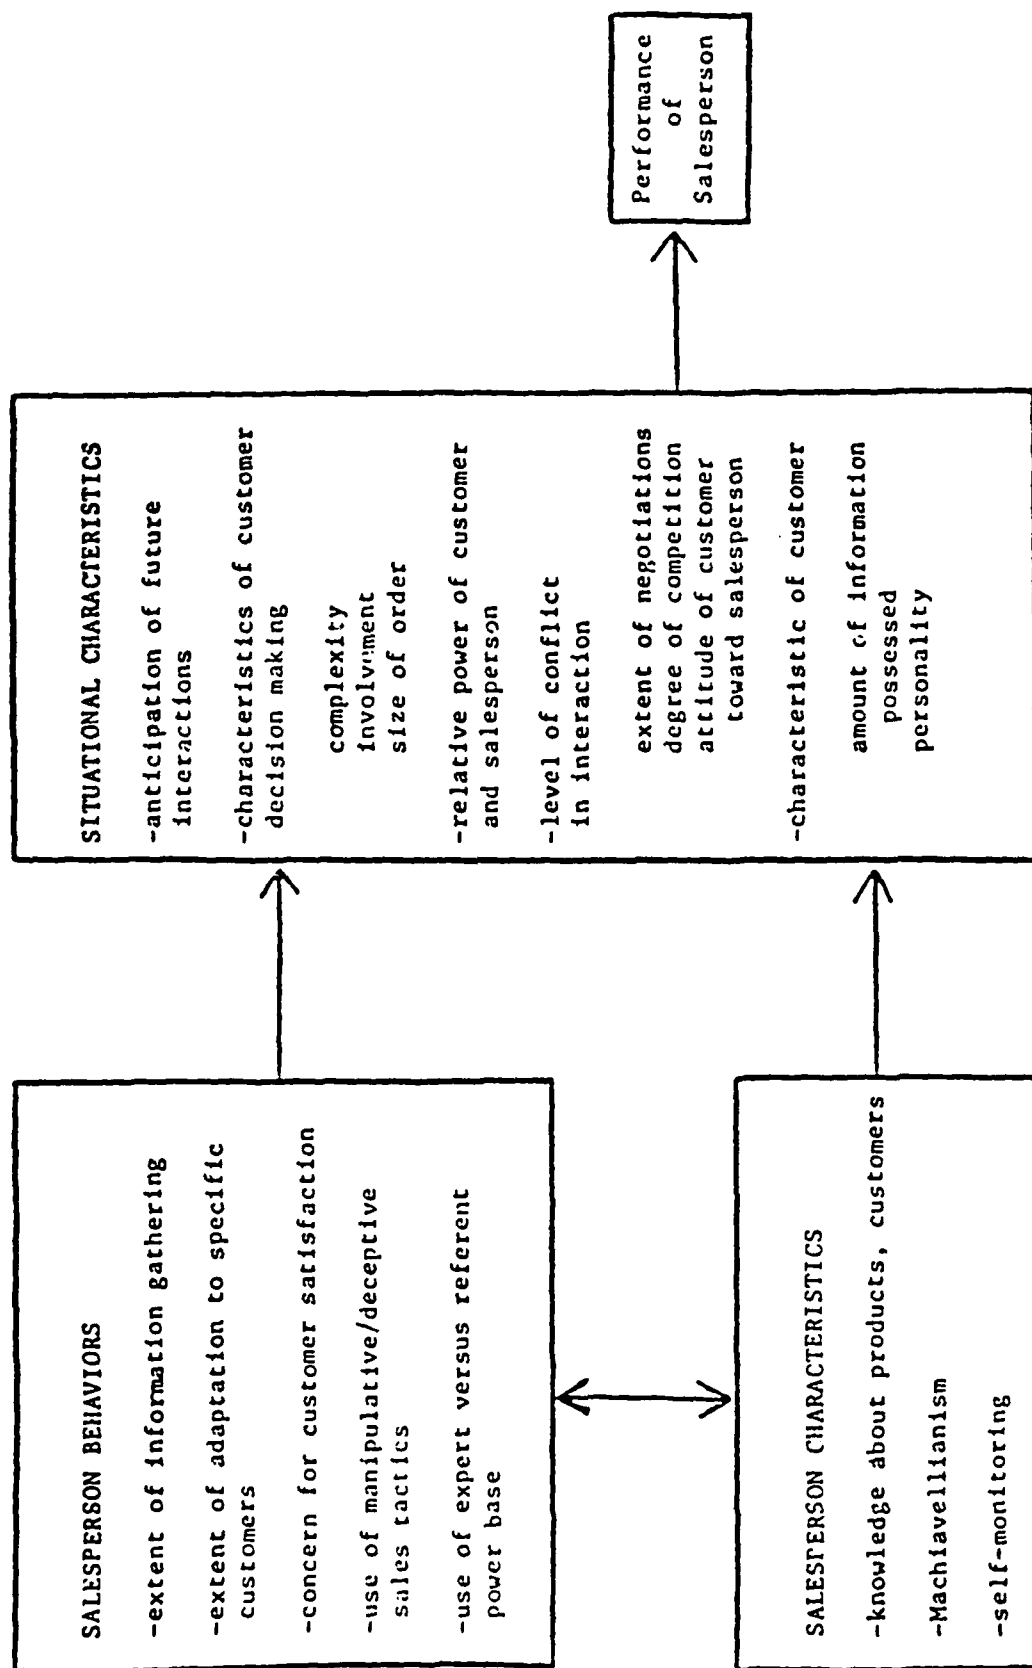 SALESPERSON BEHAVIORS
-extent of information gathering
-extent of adaptation to specific
customers
-concern for customer satisfaction
-use of manipulative/deceptive
sales tactics
-use of expert versus referent
power base
SALESPERSON CHARACTERISTICS
-knowledge about products, customers
-Machiavellianism
-self-monitoring
SITUATIONAL CHARACTERISTICS
-anticipation of future
interactions
-characteristics of customer
decision making
complexity
involvement
size of order
-relative power of customer
and salesperson
-level of conflict
in interaction
extent of negotiations
degree of competition
attitude of customer
toward salesperson
-characteristic of customer
amount of information
possessed
personality
Performance
of
Salesperson